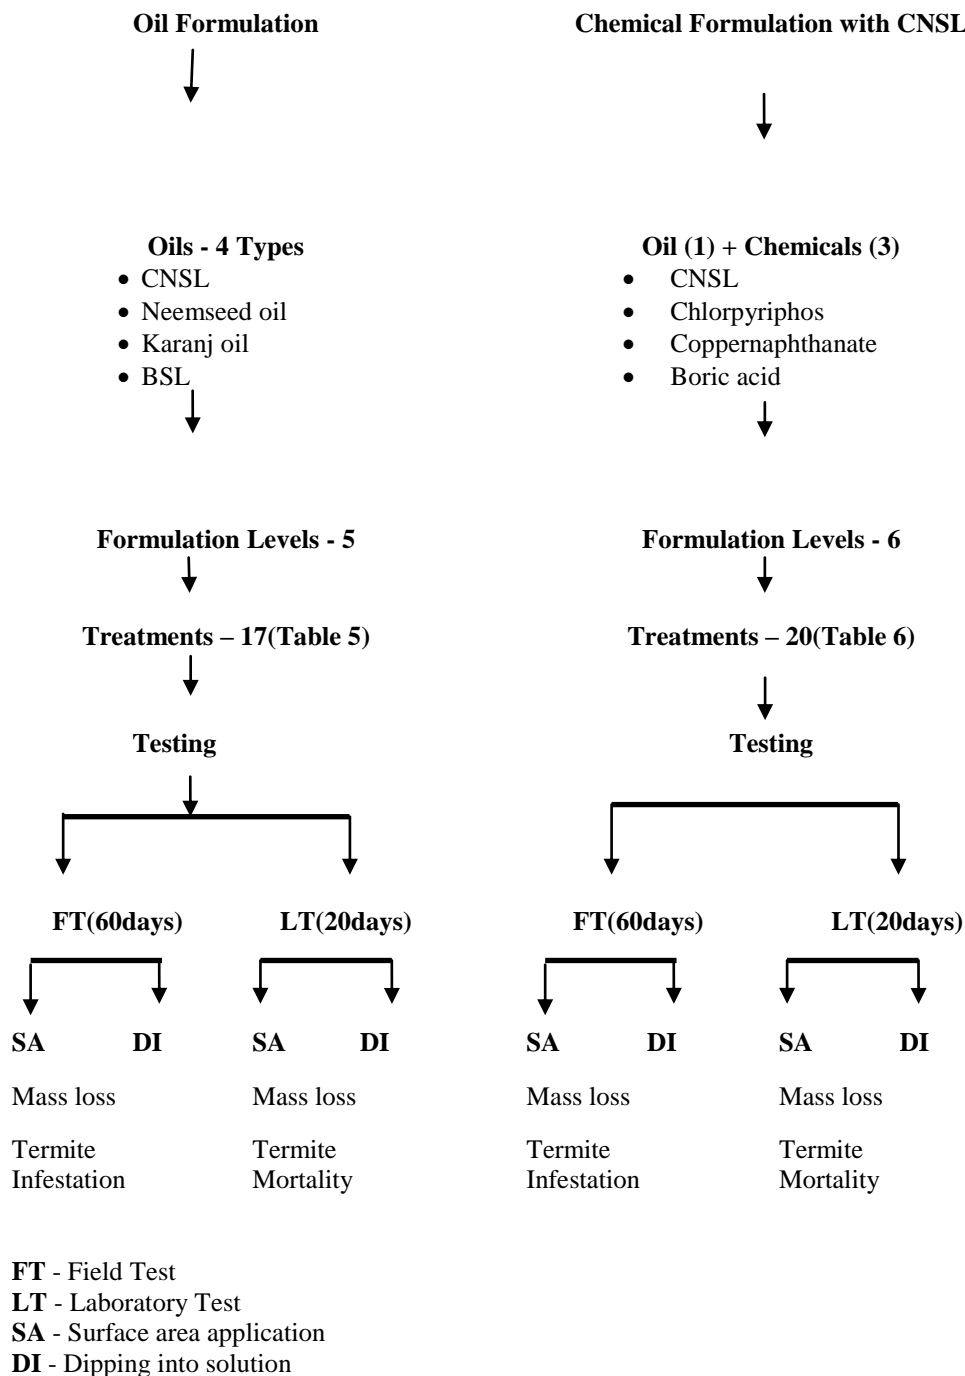 Oil Formulation
Chemical Formulation with CNSL
Oils - 4 Types
• CNSL
• Neemseed oil
• Karanj oil
• BSL
Oil (1) + Chemicals (3)
• CNSL
• Chlorpyriphos
• Coppernaphthanate
• Boric acid
Formulation Levels - 5
Formulation Levels - 6
Treatments – 17(Table 5)
Treatments – 20(Table 6)
Testing
Testing
FT(60days) LT(20days)
FT(60days) LT(20days)
SA DI SA DI
SA DI SA DI
Mass loss Mass loss
Mass loss Mass loss
Termite Termite
Infestation Mortality
Termite Termite
Infestation Mortality
FT - Field Test
LT - Laboratory Test
SA - Surface area application
DI - Dipping into solution